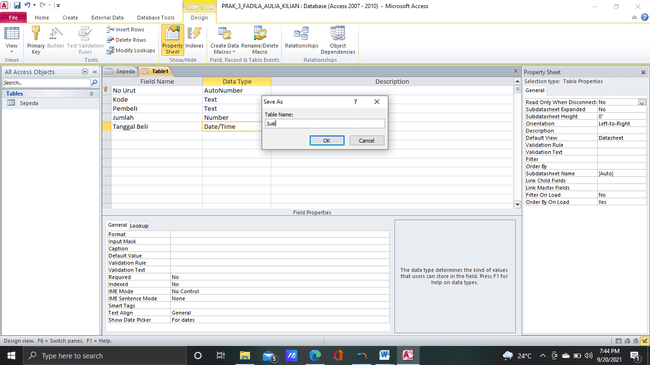 Table Tools
PRAK_3_FADILA_AULIA_KILIAN : Database (Access 2007 - 2010) - Microsoft Access
File Home Create External Data Database Tools Design
View
Primary Key
Builder
Test Validation Rules
Insert Rows
Delete Rows
Modify Lookups
Property Sheet
Indexes
Create Data Macros
Rename/Delete Macro
Relationships
Object Dependencies
Views Tools Show/Hide Field, Record & Table Events Relationships
All Access Objects
Search..
Tables
Sepeda
Sepeda Table1
Field Name Data Type Description
No Urut AutoNumber
Kode Text
Pembeli Text
Jumlah Number
Tanggal Beli Date/Time
Save As
Table Name:
Jual
OK Cancel
Field Properties
General Lookup
Format
Input Mask
Caption
Default Value
Validation Rule
Validation Text
Required No
Indexed No
IME Mode No Control
IME Sentence Mode None
Smart Tags
Text Align General
Show Date Picker For dates
The data type determines the kind of values that users can store in the field. Press F1 for help on data types.
Property Sheet
Selection type: Table Properties
General
Read Only When Disconnect No
Subdatasheet Expanded No
Subdatasheet Height 0"
Orientation Left-to-Right
Description
Default View Datasheet
Validation Rule
Validation Text
Filter
Order By
Subdatasheet Name [Auto]
Link Child Fields
Link Master Fields
Filter On Load No
Order By On Load Yes
Design view. F6 = Switch panes. F1 = Help.
Type here to search
24°C
7:44 PM
9/20/2021